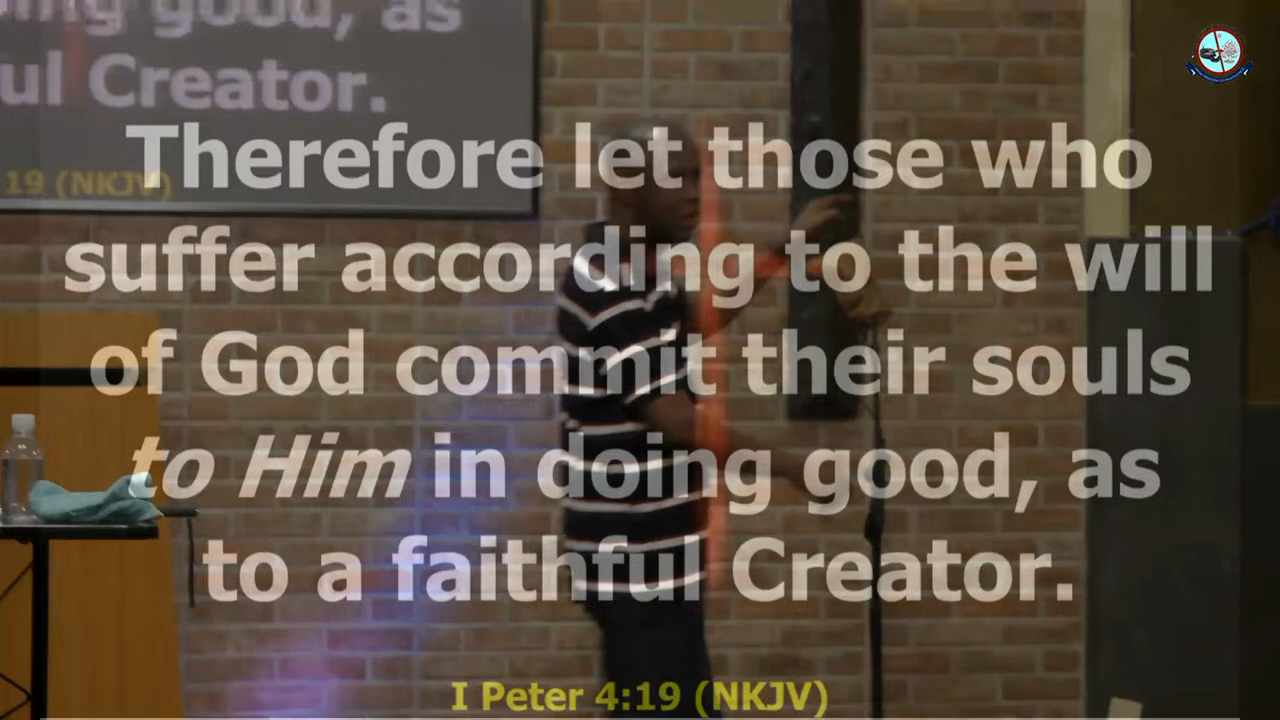 ing good, as
ul Creator.
19 (NKJV)
Therefore let those who
suffer according to the will
of God commit their souls
to Him in doing good, as
to a faithful Creator.
I Peter 4:19 (NKJV)